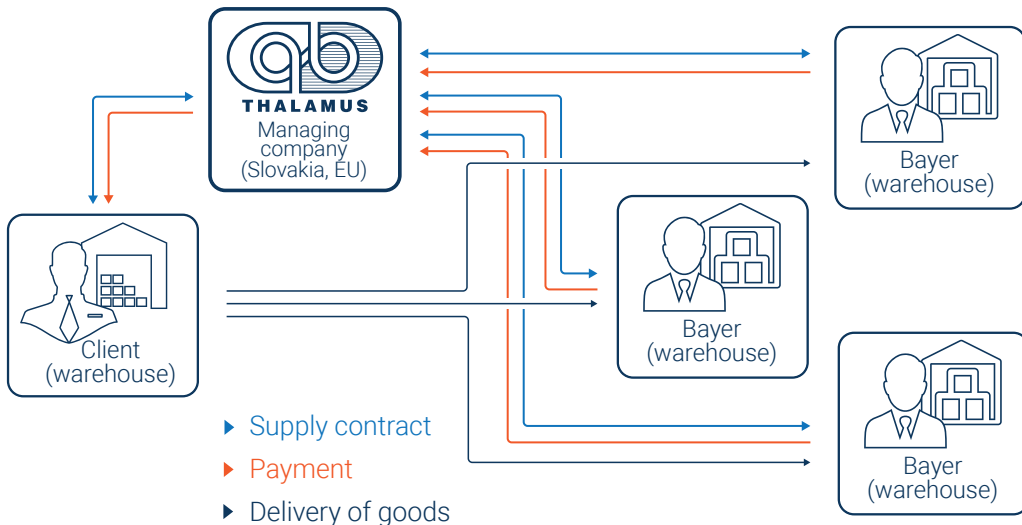 THALAMUS
Managing
company
(Slovakia, EU)
Bayer
(warehouse)
Bayer
(warehouse)
Client
(warehouse)
Bayer
(warehouse)
Supply contract
Payment
Delivery of goods